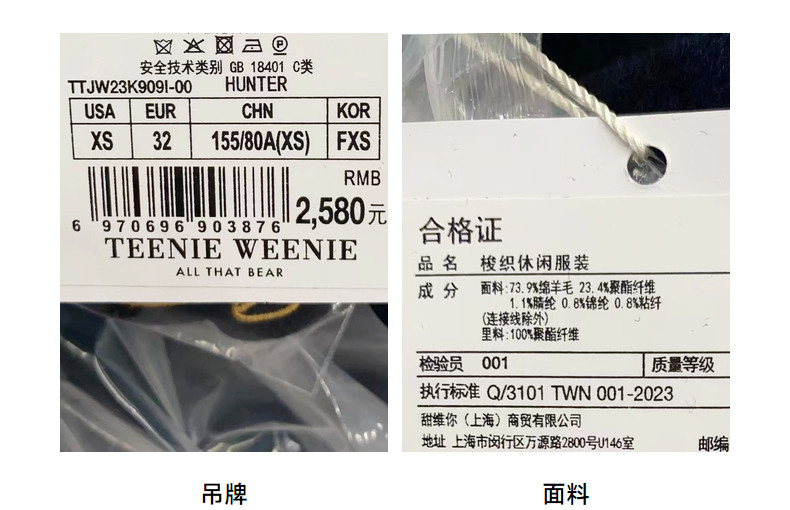 安全技术类别 GB 18401 C类
TTJW23K909I-00 HUNTER
USA EUR CHN KOR
XS 32 155/80A(XS) FXS
RMB
2,580元
6 970696 903876
TEENIE WEENIE
ALL THAT BEAR
吊牌
合格证
品 名 梭织休闲服装
成 分 面料:73.9%绵羊毛 23.4%聚酯纤维
1.1%腈纶 0.8%锦纶 0.8%粘纤
(连接线除外)
里料:100%聚酯纤维
检验员 001 质量等级
执行标准 Q/3101 TWN 001-2023
甜维你（上海）商贸有限公司
地址 上海市闵行区万源路2800号U146室 邮编
面料